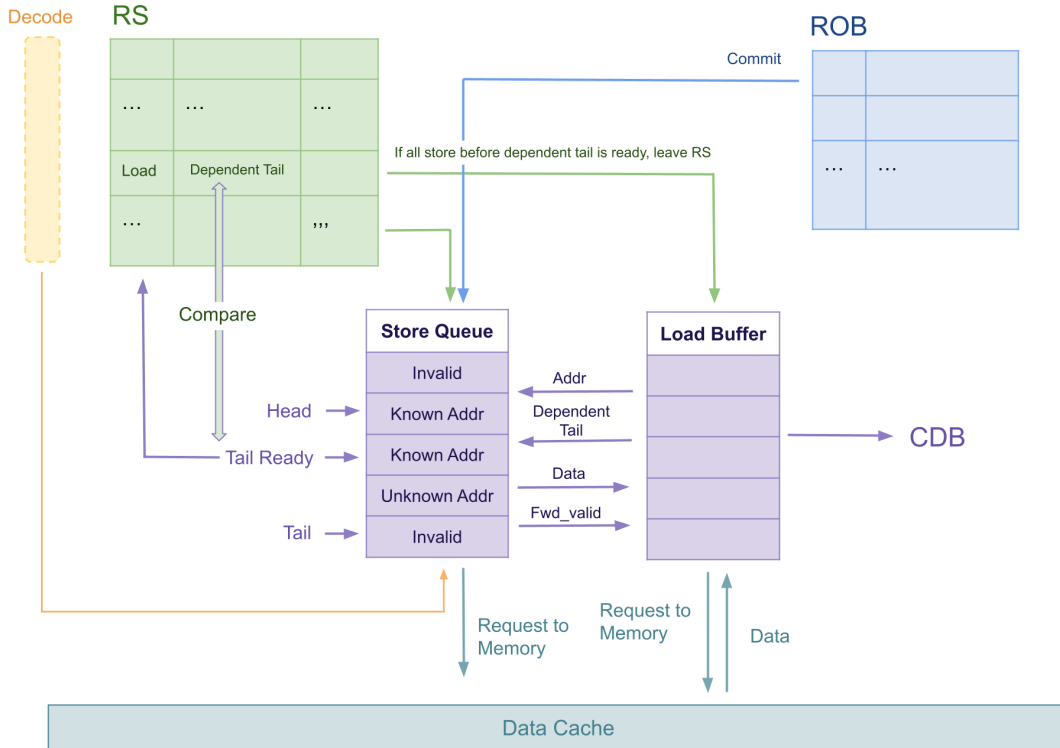 Decode
RS
ROB
Commit
… … …
If all store before dependent tail is ready, leave RS
Load Dependent Tail
… …
… ,,,
Compare
Store Queue
Load Buffer
Invalid
Addr
Head
Known Addr
Dependent
Tail
CDB
Tail Ready
Known Addr
Data
Unknown Addr
Fwd_valid
Tail
Invalid
Request to
Memory
Request to
Memory
Data
Data Cache